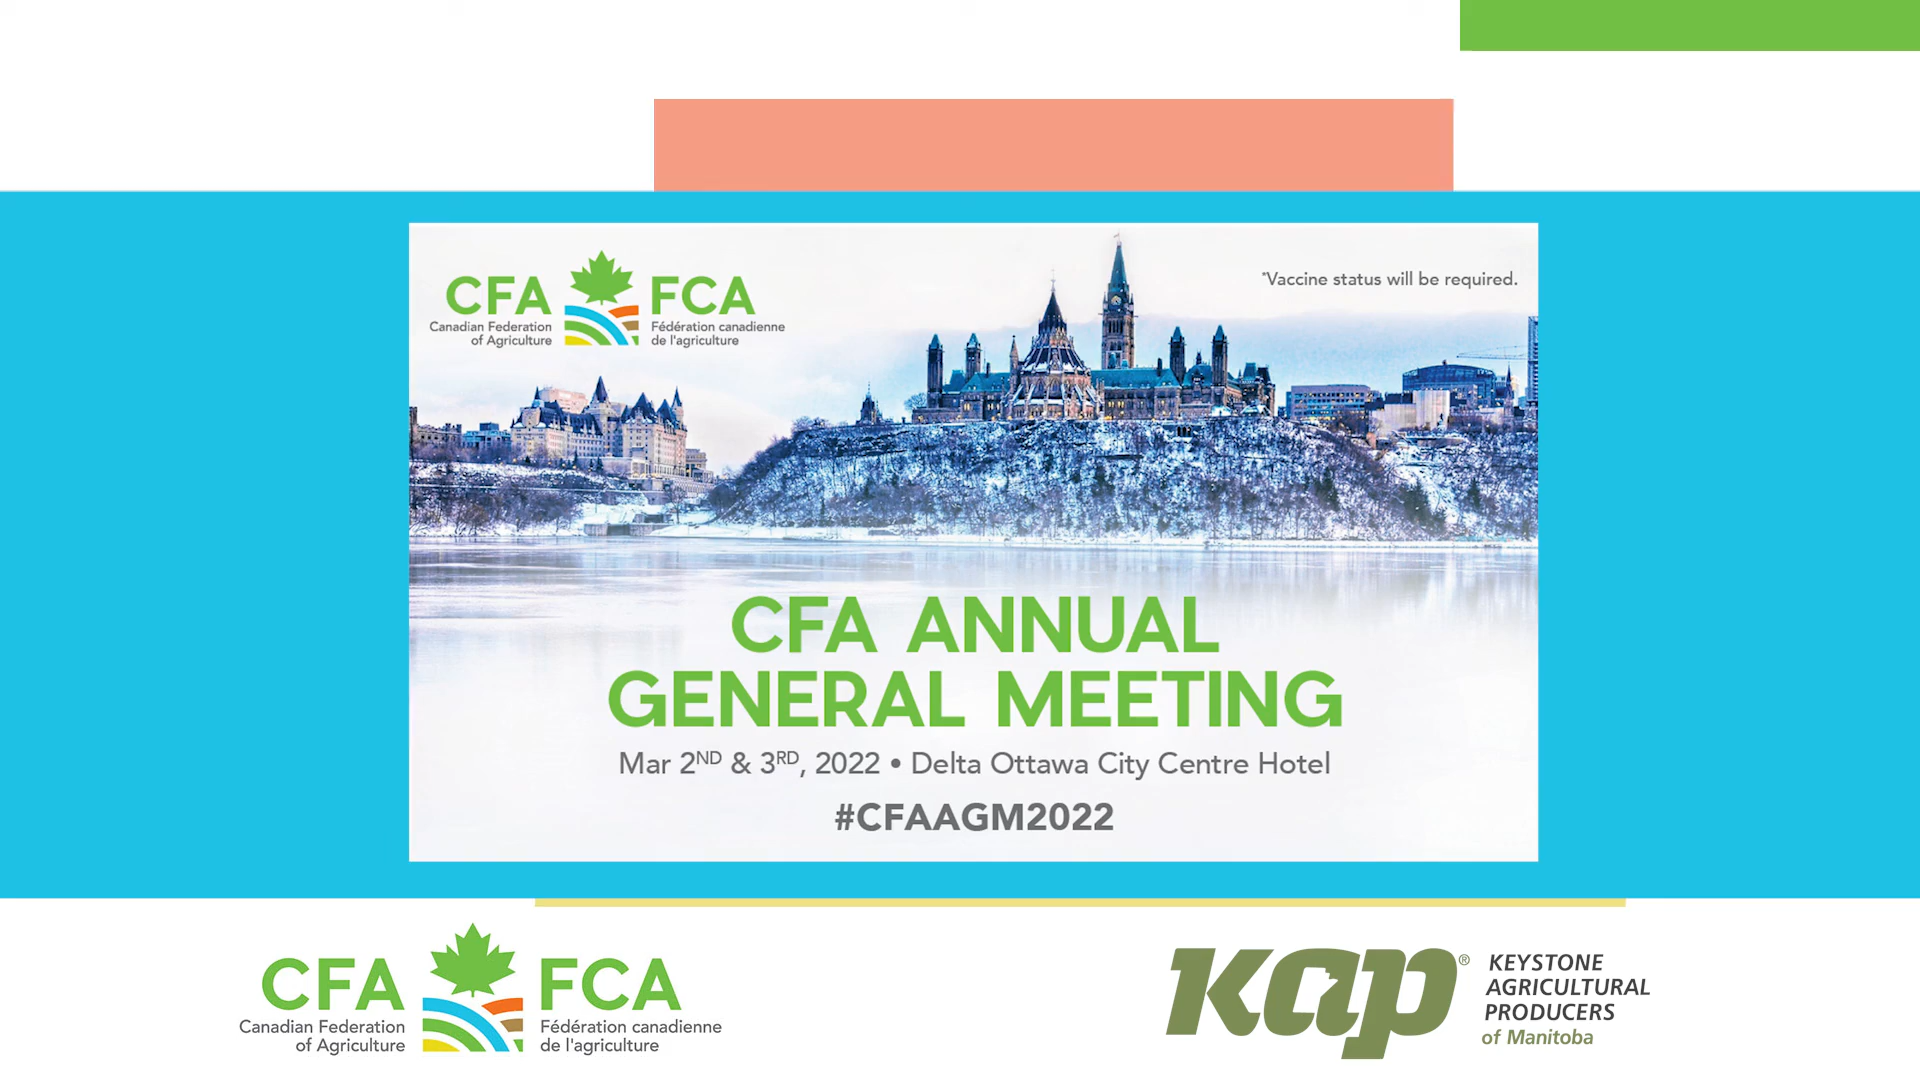 CFA FCA
Canadian Federation
of Agriculture
Fédération canadienne
de l'agriculture
*Vaccine status will be required.
CFA ANNUAL
GENERAL MEETING
Mar 2ND & 3RD, 2022 • Delta Ottawa City Centre Hotel
#CFAAGM2022
CFA FCA
Canadian Federation
of Agriculture
Fédération canadienne
de l'agriculture
kap®
KEYSTONE
AGRICULTURAL
PRODUCERS
of Manitoba